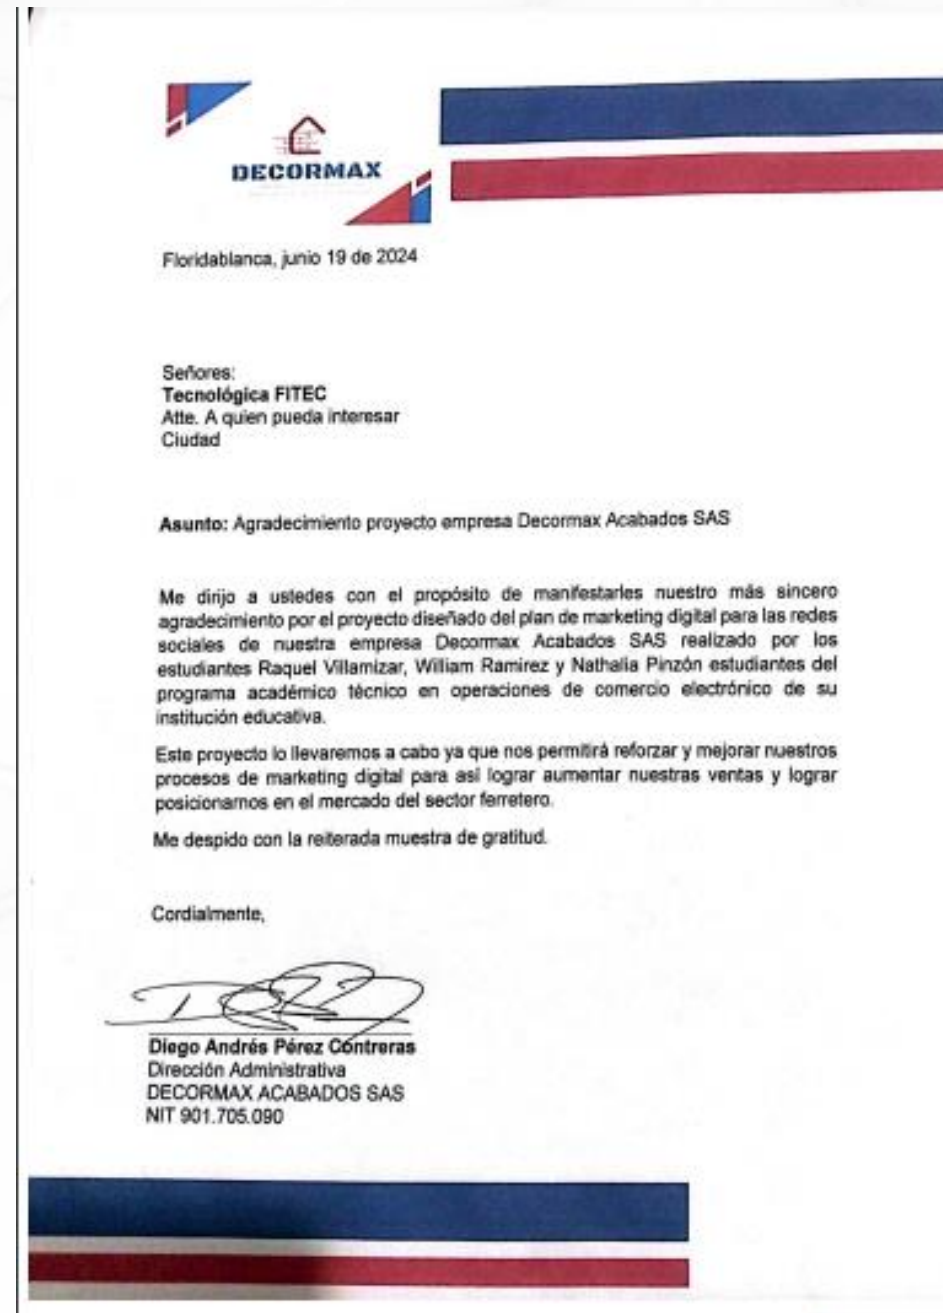 DECORMAX
Floridablanca, junio 19 de 2024
Señores:
Tecnológica FITEC
Atte. A quien pueda interesar
Ciudad
Asunto: Agradecimiento proyecto empresa Decormax Acabados SAS
Me dirijo a ustedes con el propósito de manifestarles nuestro más sincero
agradecimiento por el proyecto diseñado del plan de marketing digital para las redes
sociales de nuestra empresa Decormax Acabados SAS realizado por los
estudiantes Raquel Villamizar, William Ramirez y Nathalia Pinzón estudiantes del
programa académico técnico en operaciones de comercio electrónico de su
institución educativa.
Este proyecto lo llevaremos a cabo ya que nos permitirá reforzar y mejorar nuestros
procesos de marketing digital para así lograr aumentar nuestras ventas y lograr
posicionarnos en el mercado del sector ferretero.
Me despido con la reiterada muestra de gratitud.
Cordialmente,
Diego Andrés Pérez Contreras
Dirección Administrativa
DECORMAX ACABADOS SAS
NIT 901.705.090